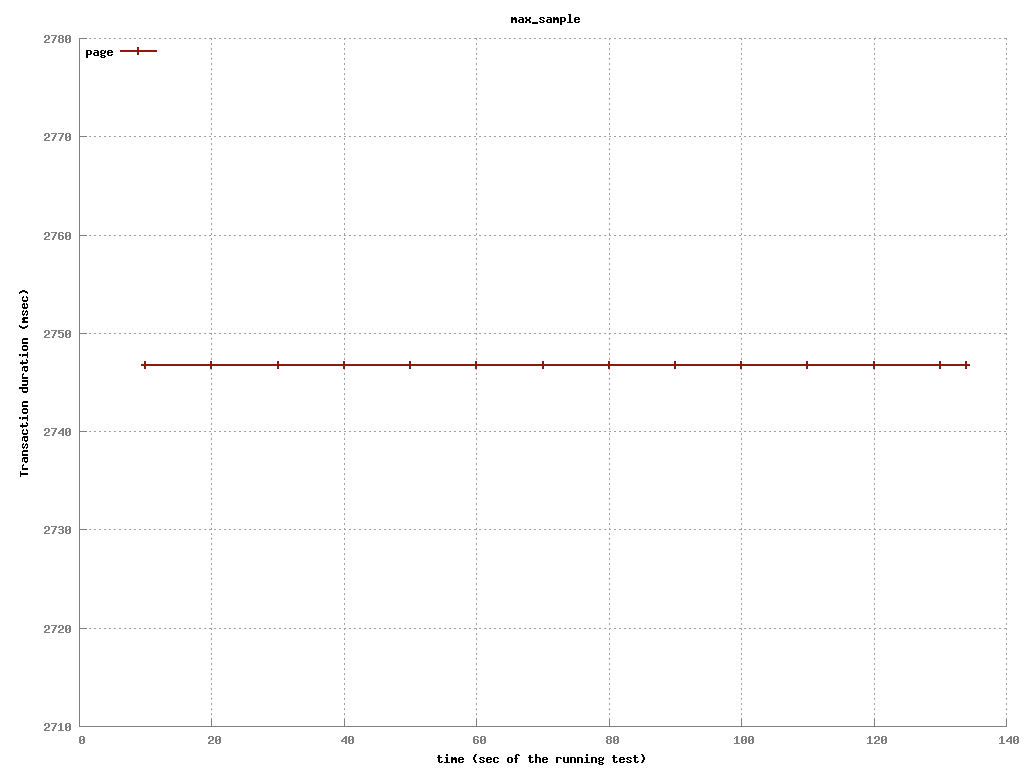 max_sample
2780
page
2770
2760
2750
2740
2730
2720
2710
Transaction duration (msec)
0 20 40 60 80 100 120 140
time (sec of the running test)